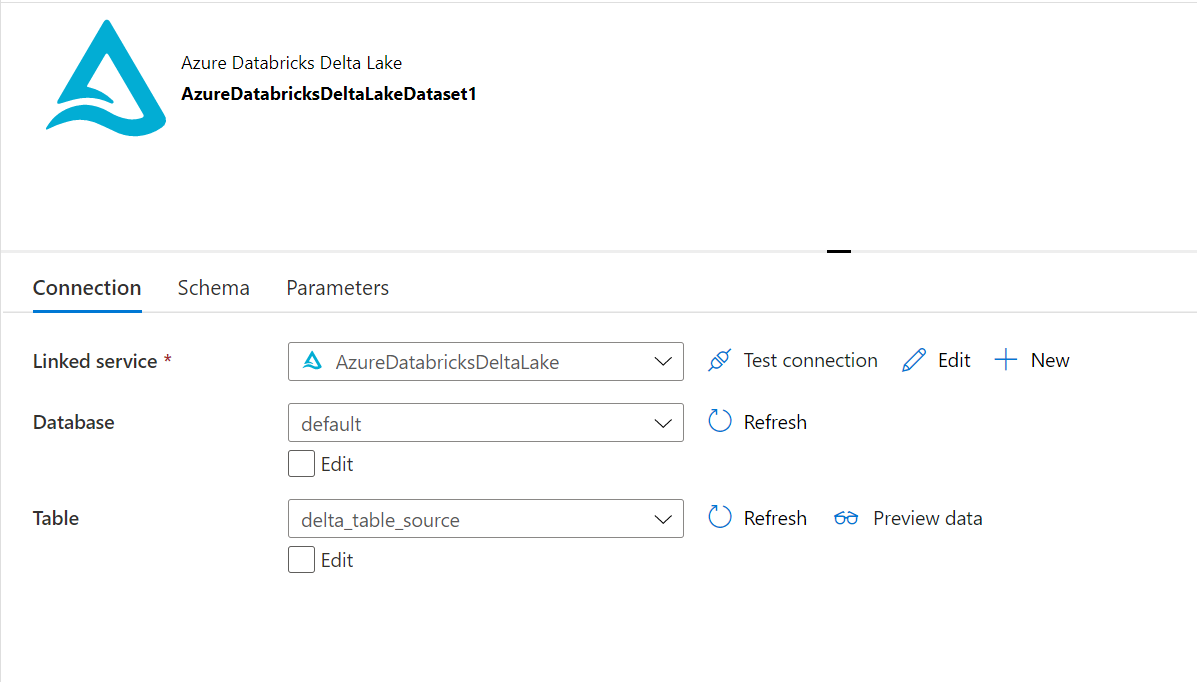 Azure Databricks Delta Lake
AzureDatabricksDeltaLakeDataset1
Connection Schema Parameters
Linked service * AzureDatabricksDeltaLake Test connection Edit New
Database default Refresh
Edit
Table delta_table_source Refresh Preview data
Edit